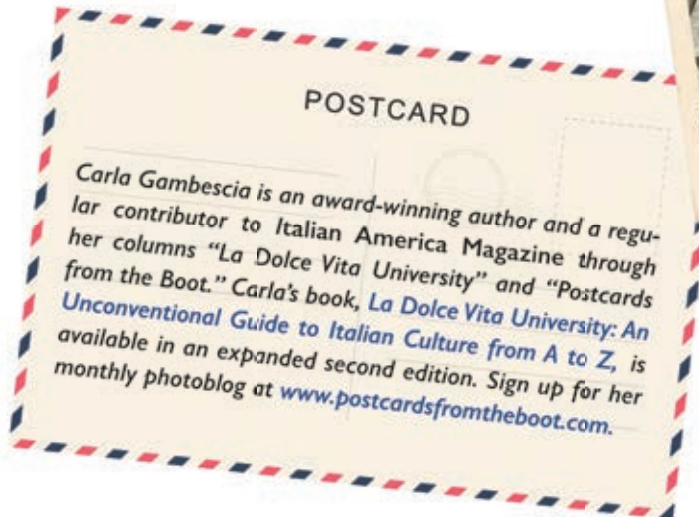 POSTCARD
Carla Gambescia is an award-winning author and a regu-
lar contributor to Italian America Magazine through
her columns “La Dolce Vita University” and “Postcards
from the Boot.” Carla’s book, La Dolce Vita University: An
Unconventional Guide to Italian Culture from A to Z, is
available in an expanded second edition. Sign up for her
monthly photoblog at www.postcardsfromtheboot.com.